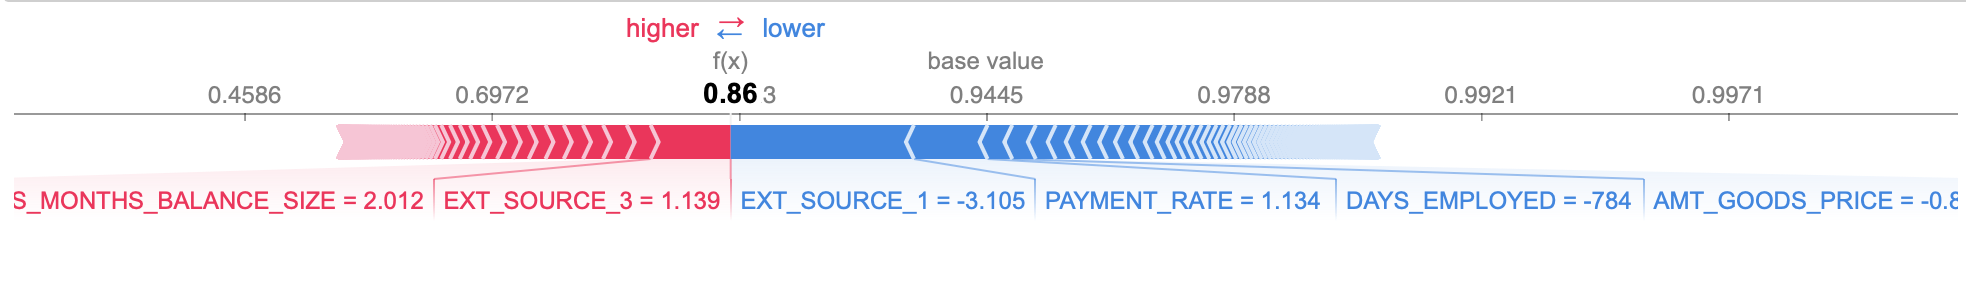 higher ⇄ lower
f(x) base value
0.4586 0.6972 0.86 3 0.9445 0.9788 0.9921 0.9971
S_MONTHS_BALANCE_SIZE = 2.012 EXT_SOURCE_3 = 1.139 EXT_SOURCE_1 = -3.105 PAYMENT_RATE = 1.134 DAYS_EMPLOYED = -784 AMT_GOODS_PRICE = -0.8